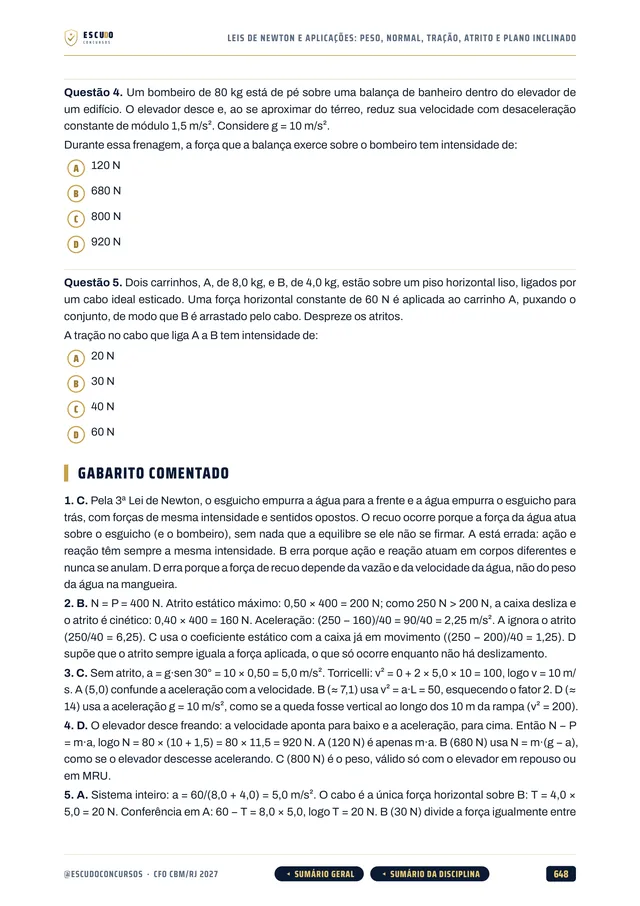 ESCUDO
CONCURSOS
LEIS DE NEWTON E APLICAÇÕES: PESO, NORMAL, TRAÇÃO, ATRITO E PLANO INCLINADO
Questão 4. Um bombeiro de 80 kg está de pé sobre uma balança de banheiro dentro do elevador de
um edifício. O elevador desce e, ao se aproximar do térreo, reduz sua velocidade com desaceleração
constante de módulo 1,5 m/s². Considere g = 10 m/s².
Durante essa frenagem, a força que a balança exerce sobre o bombeiro tem intensidade de:
A 120 N
B 680 N
C 800 N
D 920 N
Questão 5. Dois carrinhos, A, de 8,0 kg, e B, de 4,0 kg, estão sobre um piso horizontal liso, ligados por
um cabo ideal esticado. Uma força horizontal constante de 60 N é aplicada ao carrinho A, puxando o
conjunto, de modo que B é arrastado pelo cabo. Despreze os atritos.
A tração no cabo que liga A a B tem intensidade de:
A 20 N
B 30 N
C 40 N
D 60 N
GABARITO COMENTADO
1. C. Pela 3ª Lei de Newton, o esguicho empurra a água para a frente e a água empurra o esguicho para
trás, com forças de mesma intensidade e sentidos opostos. O recuo ocorre porque a força da água atua
sobre o esguicho (e o bombeiro), sem nada que a equilibre se ele não se firmar. A está errada: ação e
reação têm sempre a mesma intensidade. B erra porque ação e reação atuam em corpos diferentes e
nunca se anulam. D erra porque a força de recuo depende da vazão e da velocidade da água, não do peso
da água na mangueira.
2. B. N = P = 400 N. Atrito estático máximo: 0,50 × 400 = 200 N; como 250 N > 200 N, a caixa desliza e
o atrito é cinético: 0,40 × 400 = 160 N. Aceleração: (250 − 160)/40 = 90/40 = 2,25 m/s². A ignora o atrito
(250/40 = 6,25). C usa o coeficiente estático com a caixa já em movimento ((250 − 200)/40 = 1,25). D
supõe que o atrito sempre iguala a força aplicada, o que só ocorre enquanto não há deslizamento.
3. C. Sem atrito, a = g·sen 30° = 10 × 0,50 = 5,0 m/s². Torricelli: v² = 0 + 2 × 5,0 × 10 = 100, logo v = 10 m/
s. A (5,0) confunde a aceleração com a velocidade. B (≈ 7,1) usa v² = a·L = 50, esquecendo o fator 2. D (≈
14) usa a aceleração g = 10 m/s², como se a queda fosse vertical ao longo dos 10 m da rampa (v² = 200).
4. D. O elevador desce freando: a velocidade aponta para baixo e a aceleração, para cima. Então N − P
= m·a, logo N = 80 × (10 + 1,5) = 80 × 11,5 = 920 N. A (120 N) é apenas m·a. B (680 N) usa N = m·(g − a),
como se o elevador descesse acelerando. C (800 N) é o peso, válido só com o elevador em repouso ou
em MRU.
5. A. Sistema inteiro: a = 60/(8,0 + 4,0) = 5,0 m/s². O cabo é a única força horizontal sobre B: T = 4,0 ×
5,0 = 20 N. Conferência em A: 60 − T = 8,0 × 5,0, logo T = 20 N. B (30 N) divide a força igualmente entre
@ESCUDOCONCURSOS · CFO CBM/RJ 2027
SUMÁRIO GERAL
SUMÁRIO DA DISCIPLINA
648